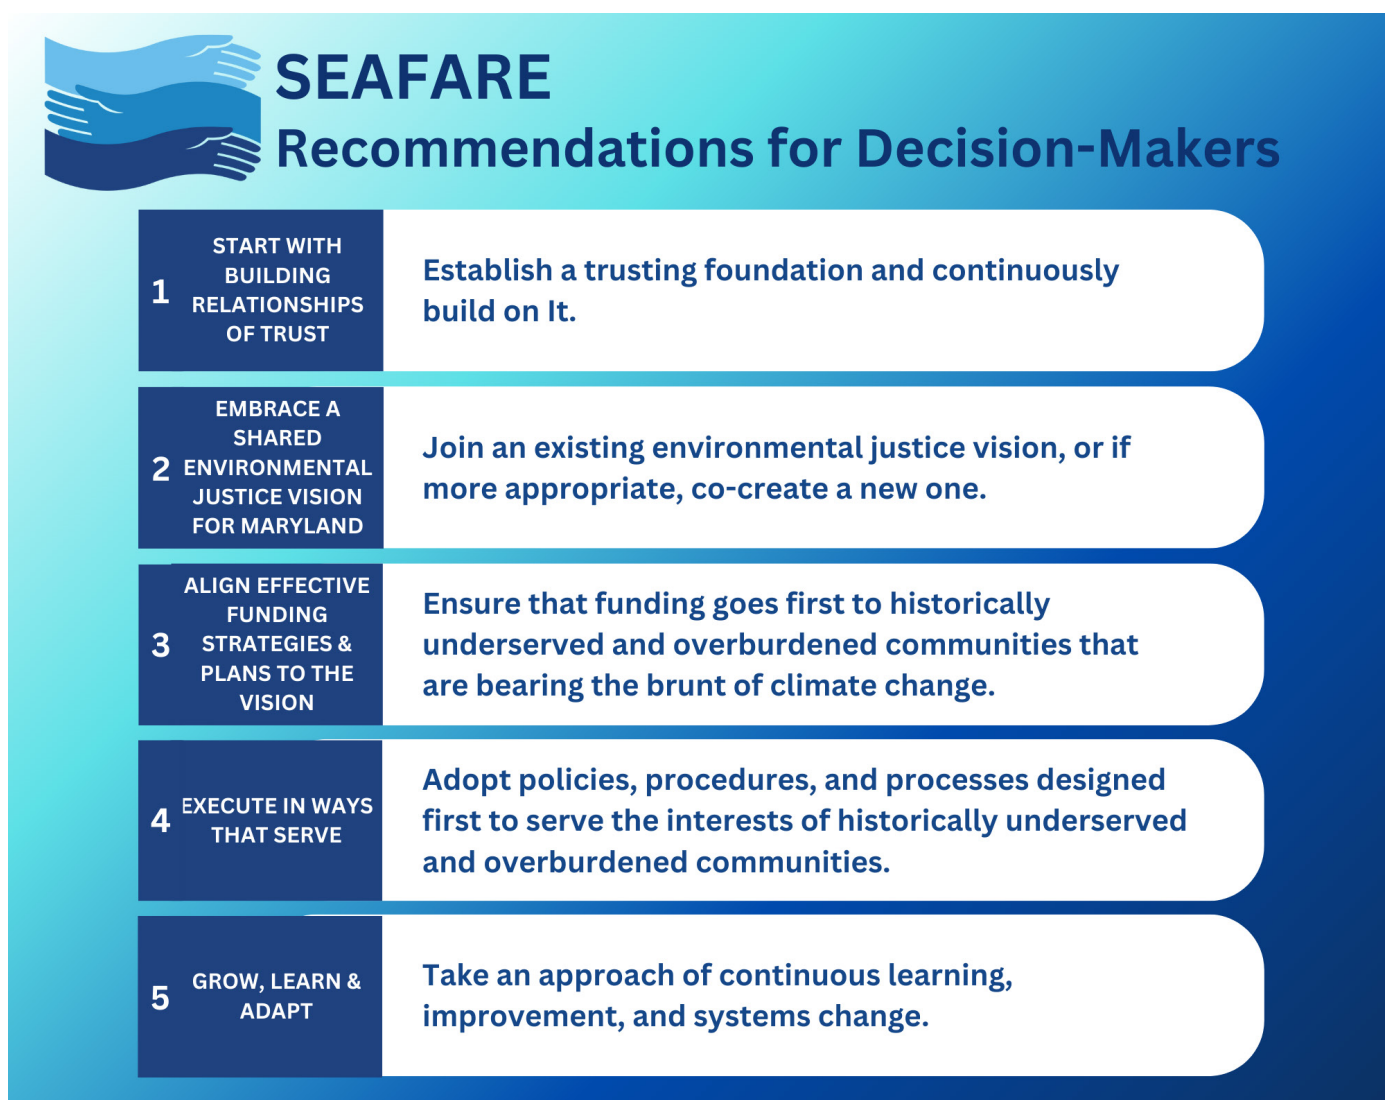 SEAFARE
Recommendations for Decision-Makers
1
START WITH
BUILDING
RELATIONSHIPS
OF TRUST
Establish a trusting foundation and continuously
build on It.
2
EMBRACE A
SHARED
ENVIRONMENTAL
JUSTICE VISION
FOR MARYLAND
Join an existing environmental justice vision, or if
more appropriate, co-create a new one.
3
ALIGN EFFECTIVE
FUNDING
STRATEGIES &
PLANS TO THE
VISION
Ensure that funding goes first to historically
underserved and overburdened communities that
are bearing the brunt of climate change.
4
EXECUTE IN WAYS
THAT SERVE
Adopt policies, procedures, and processes designed
first to serve the interests of historically underserved
and overburdened communities.
5
GROW, LEARN &
ADAPT
Take an approach of continuous learning,
improvement, and systems change.